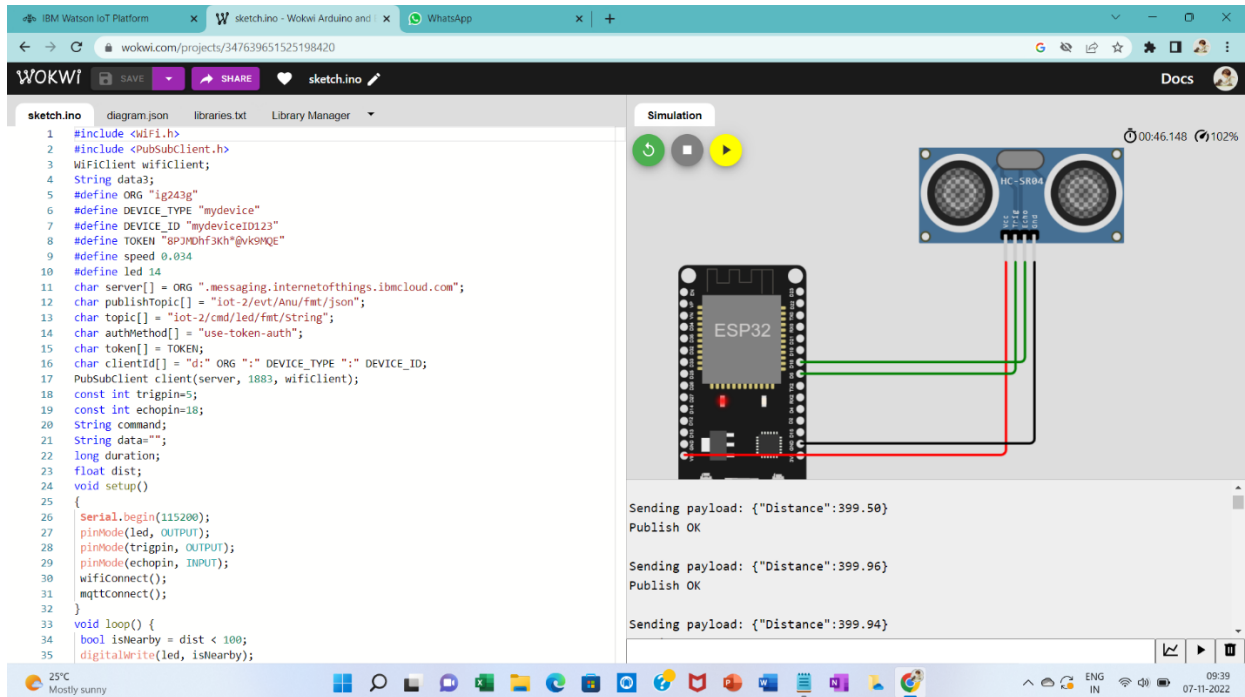 IBM Watson IoT Platform
sketch.ino - Wokwi Arduino and
WhatsApp
wokwi.com/projects/347639651525198420
WOKWI SAVE SHARE sketch.ino Docs
sketch.ino diagram.json libraries.txt Library Manager
1 #include <WiFi.h>
2 #include <PubSubClient.h>
3 WiFiClient wifiClient;
4 String data3;
5 #define ORG "ig243g"
6 #define DEVICE_TYPE "mydevice"
7 #define DEVICE_ID "mydeviceID123"
8 #define TOKEN "8PJMDhf3Kh*@vk9MQE"
9 #define speed 0.034
10 #define led 14
11 char server[] = ORG ".messaging.internetofthings.ibmcloud.com";
12 char publishTopic[] = "iot-2/evt/Anu/fmt/json";
13 char topic[] = "iot-2/cmd/led/fmt/String";
14 char authMethod[] = "use-token-auth";
15 char token[] = TOKEN;
16 char clientId[] = "d:" ORG ":" DEVICE_TYPE ":" DEVICE_ID;
17 PubSubClient client(server, 1883, wifiClient);
18 const int trigpin=5;
19 const int echopin=18;
20 String command;
21 String data="";
22 long duration;
23 float dist;
24 void setup()
25 {
26 Serial.begin(115200);
27 pinMode(led, OUTPUT);
28 pinMode(trigpin, OUTPUT);
29 pinMode(echopin, INPUT);
30 wifiConnect();
31 mqttConnect();
32 }
33 void loop() {
34 bool isNearby = dist < 100;
35 digitalWrite(led, isNearby);
Simulation
00:46.148 102%
HC-SR04
Vcc
Trig
Echo
Gnd
ESP32
Sending payload: {"Distance":399.50}
Publish OK
Sending payload: {"Distance":399.96}
Publish OK
Sending payload: {"Distance":399.94}
25°C
Mostly sunny
ENG
IN
09:39
07-11-2022